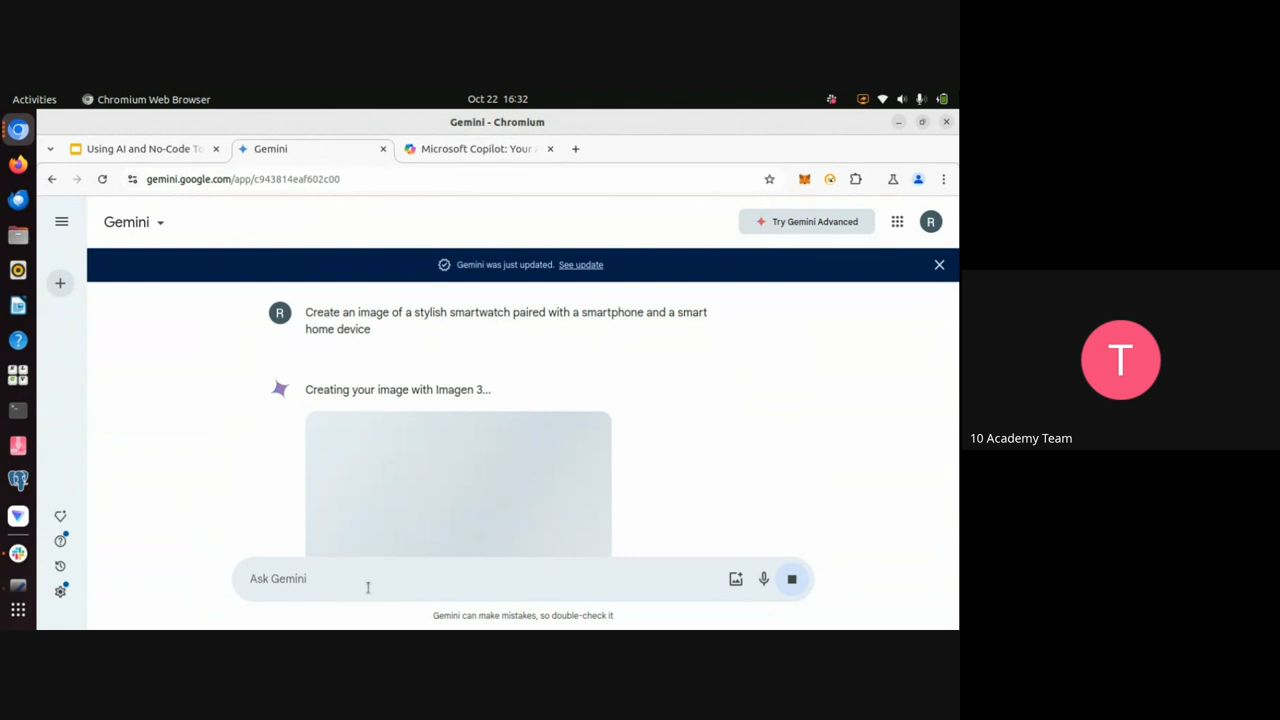 Activities
Chromium Web Browser
Oct 22 16:32
Gemini - Chromium
Using AI and No-Code To
Gemini
Microsoft Copilot: Your A
gemini.google.com/app/c943814eaf602c00
Gemini
Try Gemini Advanced
R
Gemini was just updated. See update
R
Create an image of a stylish smartwatch paired with a smartphone and a smart
home device
Creating your image with Imagen 3...
Ask Gemini
Gemini can make mistakes, so double-check it
T
10 Academy Team